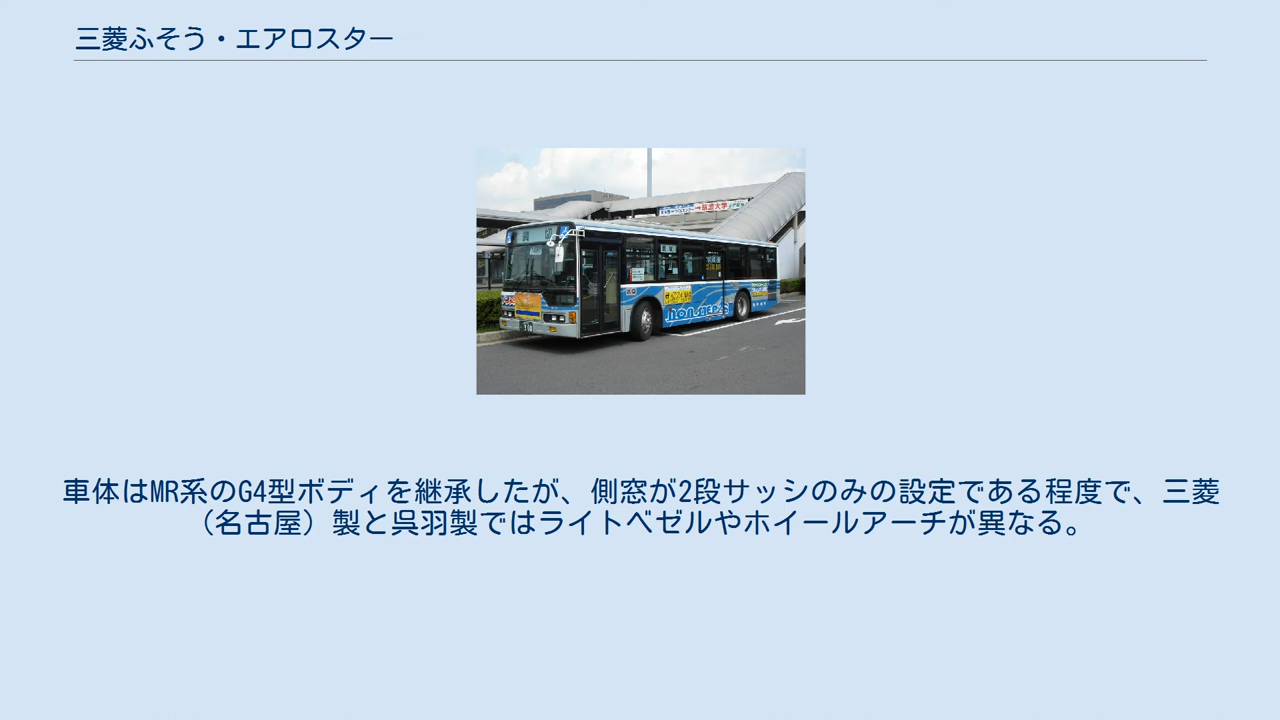 三菱ふそう・エアロスター
車体はMR系のG4型ボディを継承したが、側窓が2段サッシのみの設定である程度で、三菱
（名古屋）製と呉羽製ではライトベゼルやホイールアーチが異なる。